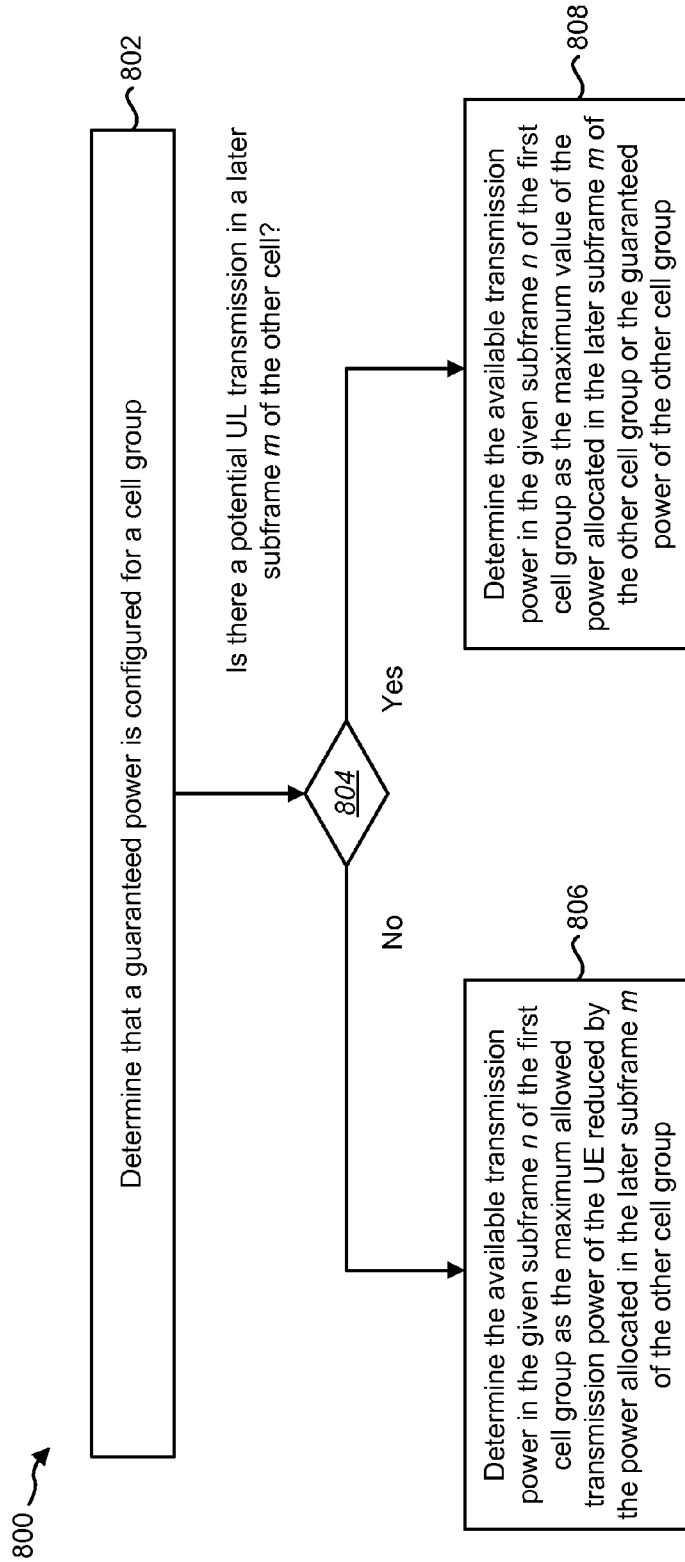 800
802
Determine that a guaranteed power is configured for a cell group
Is there a potential UL transmission in a later
subframe m of the other cell?
804
No
Yes
806
Determine the available transmission
power in the given subframe n of the first
cell group as the maximum allowed
transmission power of the UE reduced by
the power allocated in the later subframe m
of the other cell group
808
Determine the available transmission
power in the given subframe n of the first
cell group as the maximum value of the
power allocated in the later subframe m of
the other cell group or the guaranteed
power of the other cell group